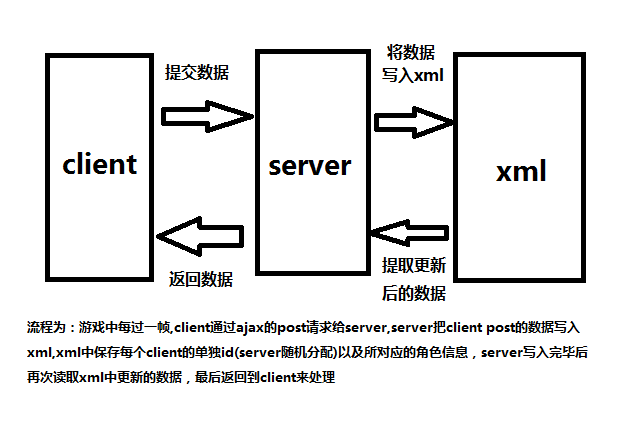 提交数据
将数据
写入xml
client
server
xml
返回数据
提取更新
后的数据
流程为：游戏中每过一帧,client通过ajax的post请求给server,server把client post的数据写入
xml,xml中保存每个client的单独id(server随机分配)以及所对应的角色信息，server写入完毕后
再次读取xml中更新的数据，最后返回到client来处理